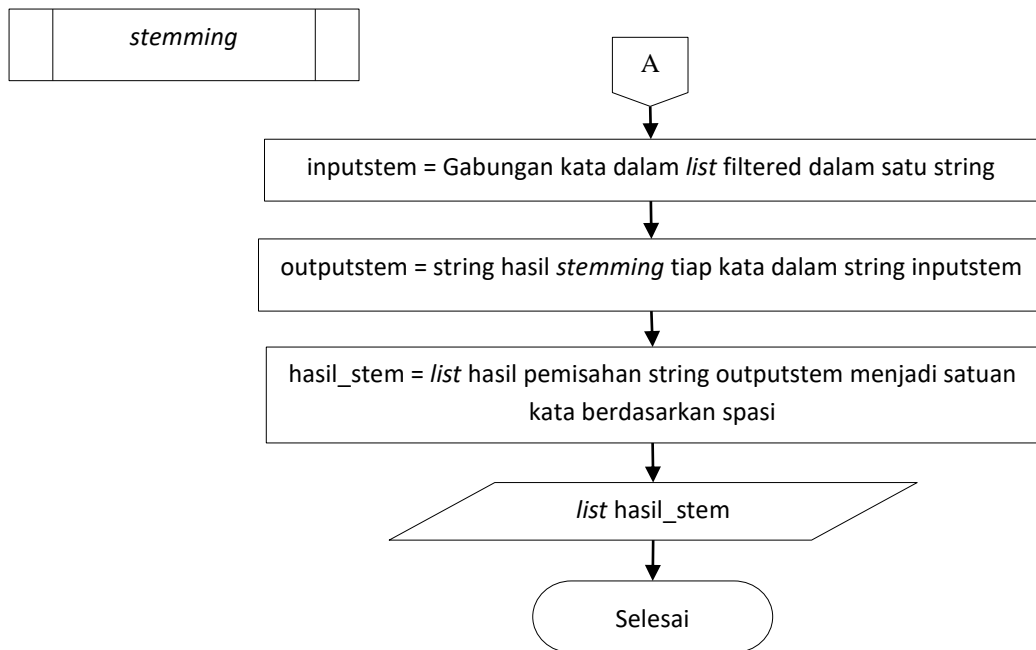 stemming
A
inputstem = Gabungan kata dalam list filtered dalam satu string
outputstem = string hasil stemming tiap kata dalam string inputstem
hasil_stem = list hasil pemisahan string outputstem menjadi satuan
kata berdasarkan spasi
list hasil_stem
Selesai